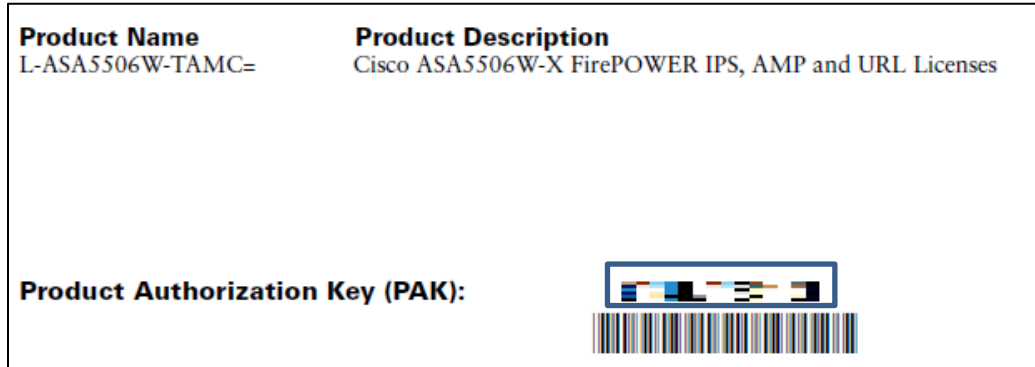 Product Name Product Description
L-ASA5506W-TAMC= Cisco ASA5506W-X FirePOWER IPS, AMP and URL Licenses
Product Authorization Key (PAK):